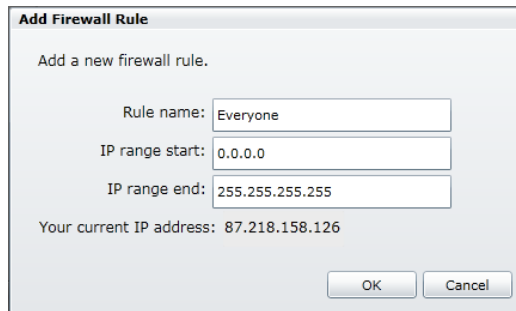 Add Firewall Rule
Add a new firewall rule.
Rule name: Everyone
IP range start: 0.0.0.0
IP range end: 255.255.255.255
Your current IP address: 87.218.158.126
OK Cancel